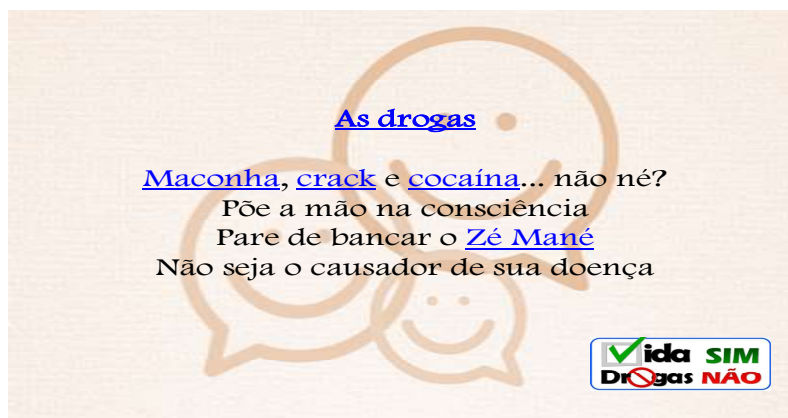 As drogas
Maconha, crack e cocaína... não né?
Põe a mão na consciência
Pare de bancar o Zé Mané
Não seja o causador de sua doença
Vida SIM
Drogas NÃO